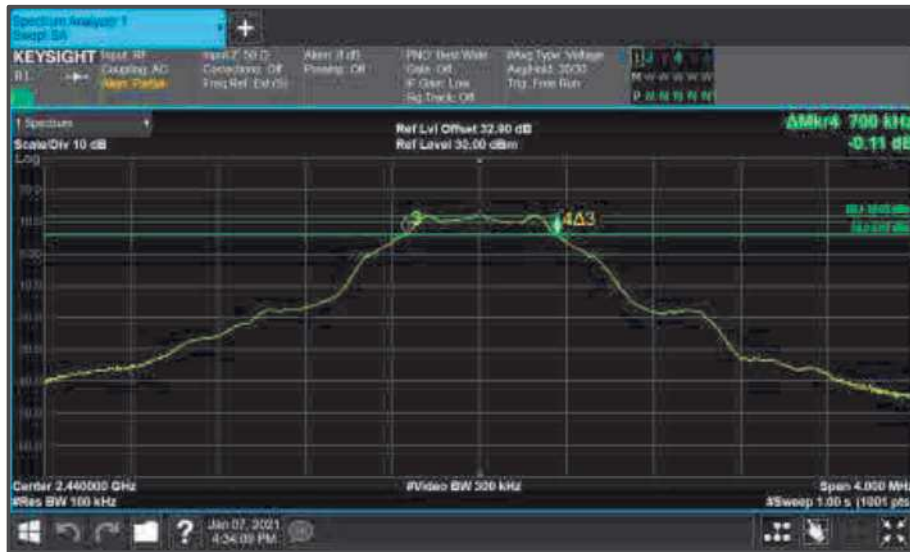 Spectrum Analyzer 1
Swept SA
+
KEYSIGHT
Input: RF
Coupling: AC
Align: Partial
Input Z: 50 Ω
Corrections: Off
Freq Ref: Ext (S)
Atten: 8 dB
Preamp: Off
PNO: Best Wide
Gate: Off
IF Gain: Low
Sig Track: Off
#Avg Type: Voltage
Trig: Free Run
1 Spectrum
Scale/Div 10 dB
Log
Ref Lvl Offset 32.90 dB
Ref Level 30.00 dBm
ΔMkr4 700 kHz
-0.11 dB
3
4Δ3
Center 2.440000 GHz
#Res BW 100 kHz
#Video BW 300 kHz
Span 4.000 MHz
#Sweep 1.00 s (1001 pts
?
Jan 07, 2021
4:34:09 PM